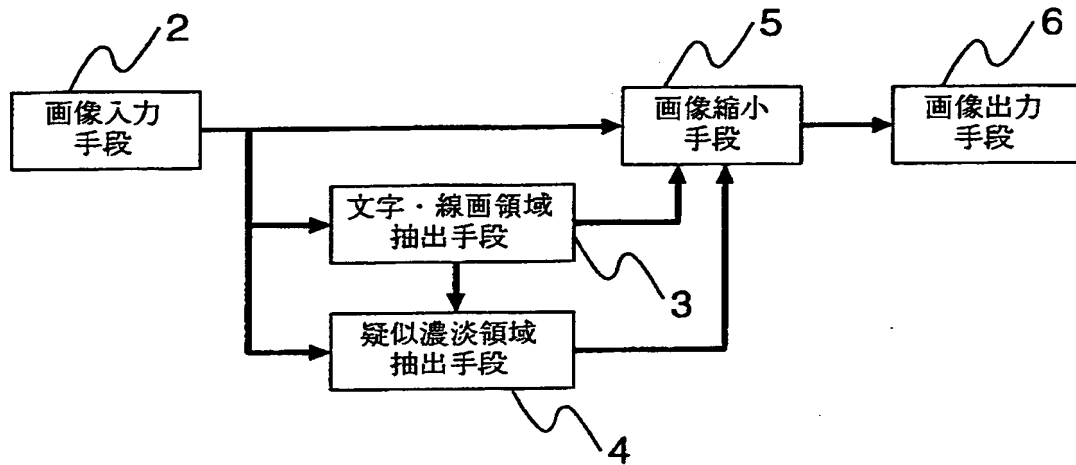 2
5
6
画像入力
手段
画像縮小
手段
画像出力
手段
文字・線画領域
抽出手段
3
疑似濃淡領域
抽出手段
4